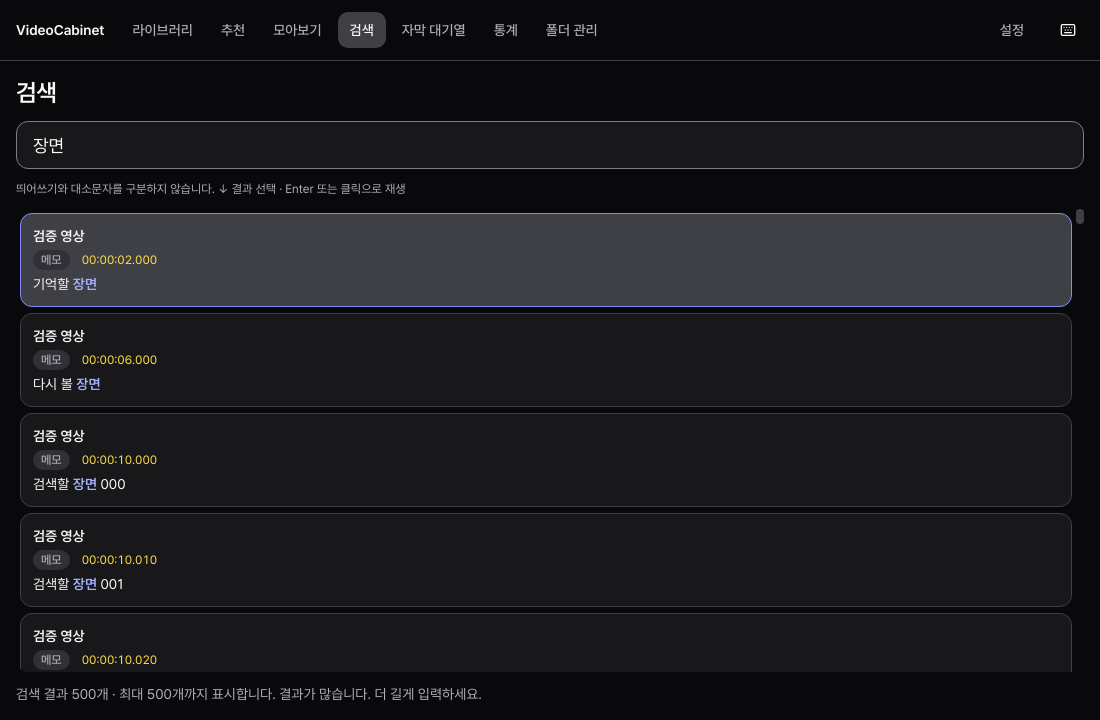 VideoCabinet 라이브러리 추천 모아보기 검색 자막 대기열 통계 폴더 관리 설정
검색
장면
띄어쓰기와 대소문자를 구분하지 않습니다. ↓ 결과 선택 · Enter 또는 클릭으로 재생
검증 영상
메모 00:00:02.000
기억할 장면
검증 영상
메모 00:00:06.000
다시 볼 장면
검증 영상
메모 00:00:10.000
검색할 장면 000
검증 영상
메모 00:00:10.010
검색할 장면 001
검증 영상
메모 00:00:10.020
검색 결과 500개 · 최대 500개까지 표시합니다. 결과가 많습니다. 더 길게 입력하세요.